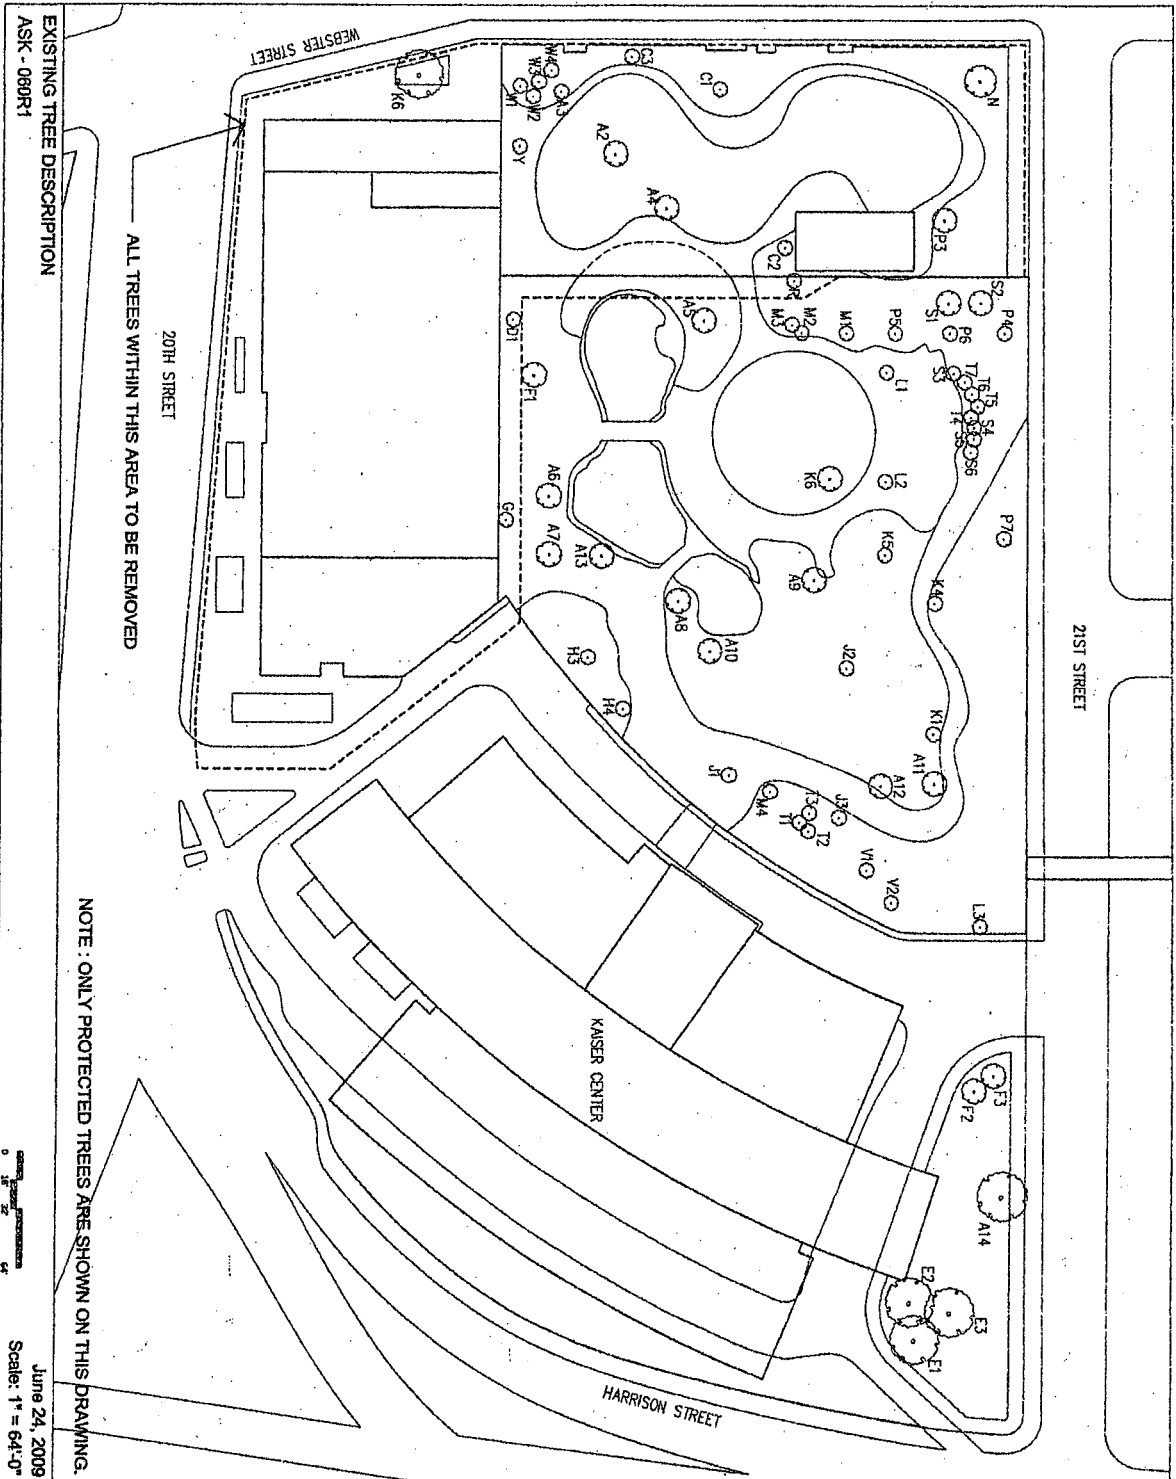 21ST STREET
N
P3
S2
P4
S1
P6
P5
M1
M2
M3
R
C2
C1
C3
S3
T7
T6
T5
T4
S4
S6
P7
L1
L2
K6
K5
K4
A9
J2
K1
A11
A12
J3
T3
T2
T1
M4
J1
V1
V2
L3
F3
F2
A14
E2
E3
E1
W4
W3
W2
W1
A3
Y
A2
A4
A5
D1
F1
A6
A7
A13
G
A8
A10
H3
H4
KAISER CENTER
HARRISON STREET
K6
WEBSTER STREET
20TH STREET
ALL TREES WITHIN THIS AREA TO BE REMOVED
NOTE : ONLY PROTECTED TREES ARE SHOWN ON THIS DRAWING.
EXISTING TREE DESCRIPTION
ASK - 060R1
0 16' 32' 64'
June 24, 2009
Scale: 1" = 64'-0"